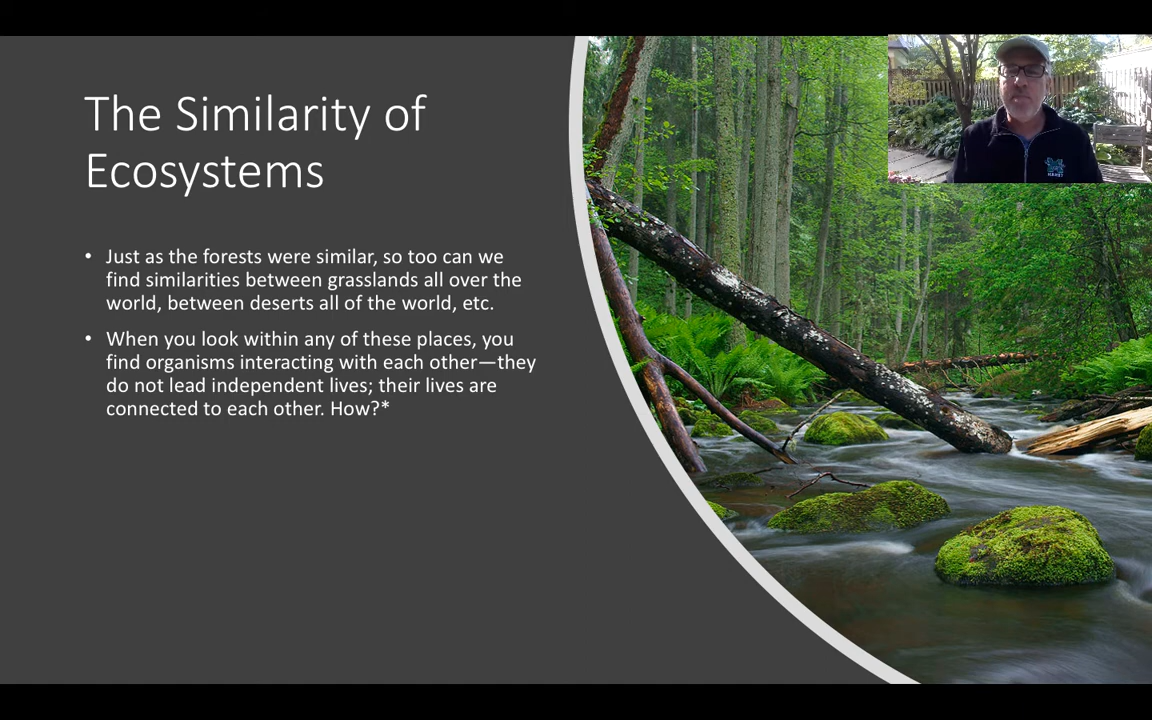 The Similarity of
Ecosystems
• Just as the forests were similar, so too can we
find similarities between grasslands all over the
world, between deserts all of the world, etc.
• When you look within any of these places, you
find organisms interacting with each other—they
do not lead independent lives; their lives are
connected to each other. How?*